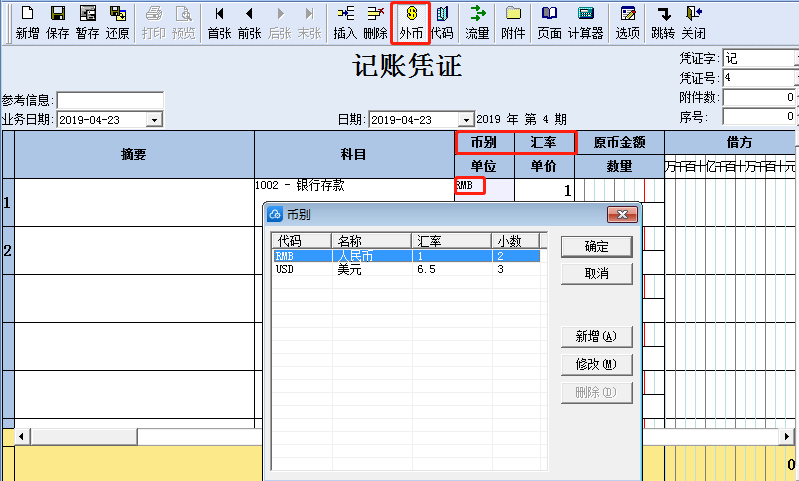 新增 保存 暂存 还原 打印 预览 首张 前张 后张 末张 插入 删除 外币 代码 流量 附件 页面 计算器 选项 跳转 关闭
记账凭证
凭证字: 记
凭证号: 4
附件数: 0
序号: 0
参考信息:
业务日期: 2019-04-23 日期: 2019-04-23 2019 年 第 4 期
摘要 科目 币别 汇率 原币金额 借方
单位 单价 数量 万千百十亿千百十万千百十元
1 1002 - 银行存款 RMB 1
2
币别
代码 名称 汇率 小数
RMB 人民币 1 2
USD 美元 6.5 3
确定
取消
新增(A)
修改(M)
删除(D)
0